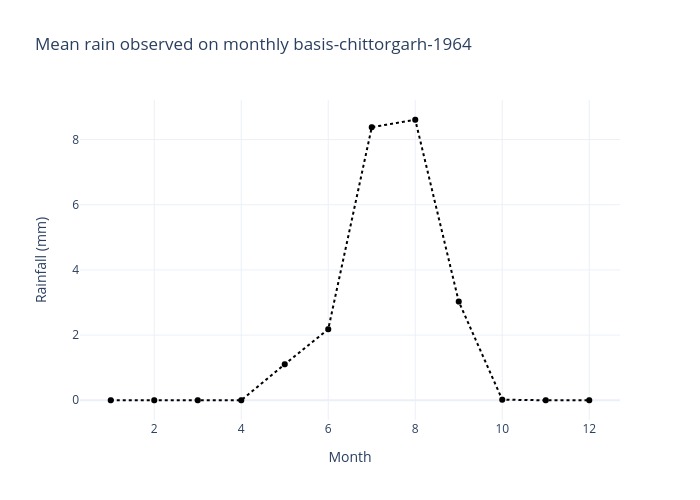 Mean rain observed on monthly basis-chittorgarh-1964
8
6
4
2
0
Rainfall (mm)
2 4 6 8 10 12
Month